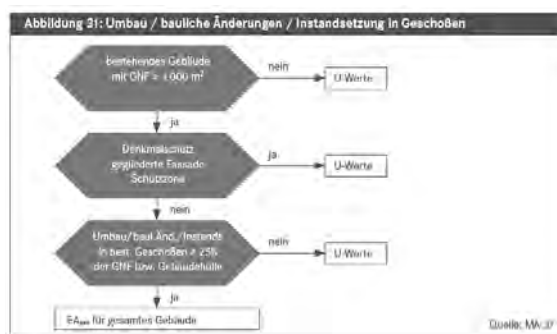 Abbildung 31: Umbau / bauliche Änderungen / Instandsetzung in Geschoßen
bestehendes Gebäude
mit GNF > 1.000 m²
nein
U-Werte
ja
Denkmalschutz
gegliederte Fassade
Schutzzone
ja
U-Werte
nein
Umbau/baul.Änd./Instands.
in best. Geschoßen ≥ 25%
der GNF bzw. Gebäudehülle
nein
U-Werte
ja
für gesamtes Gebäude
Quelle: MA 37